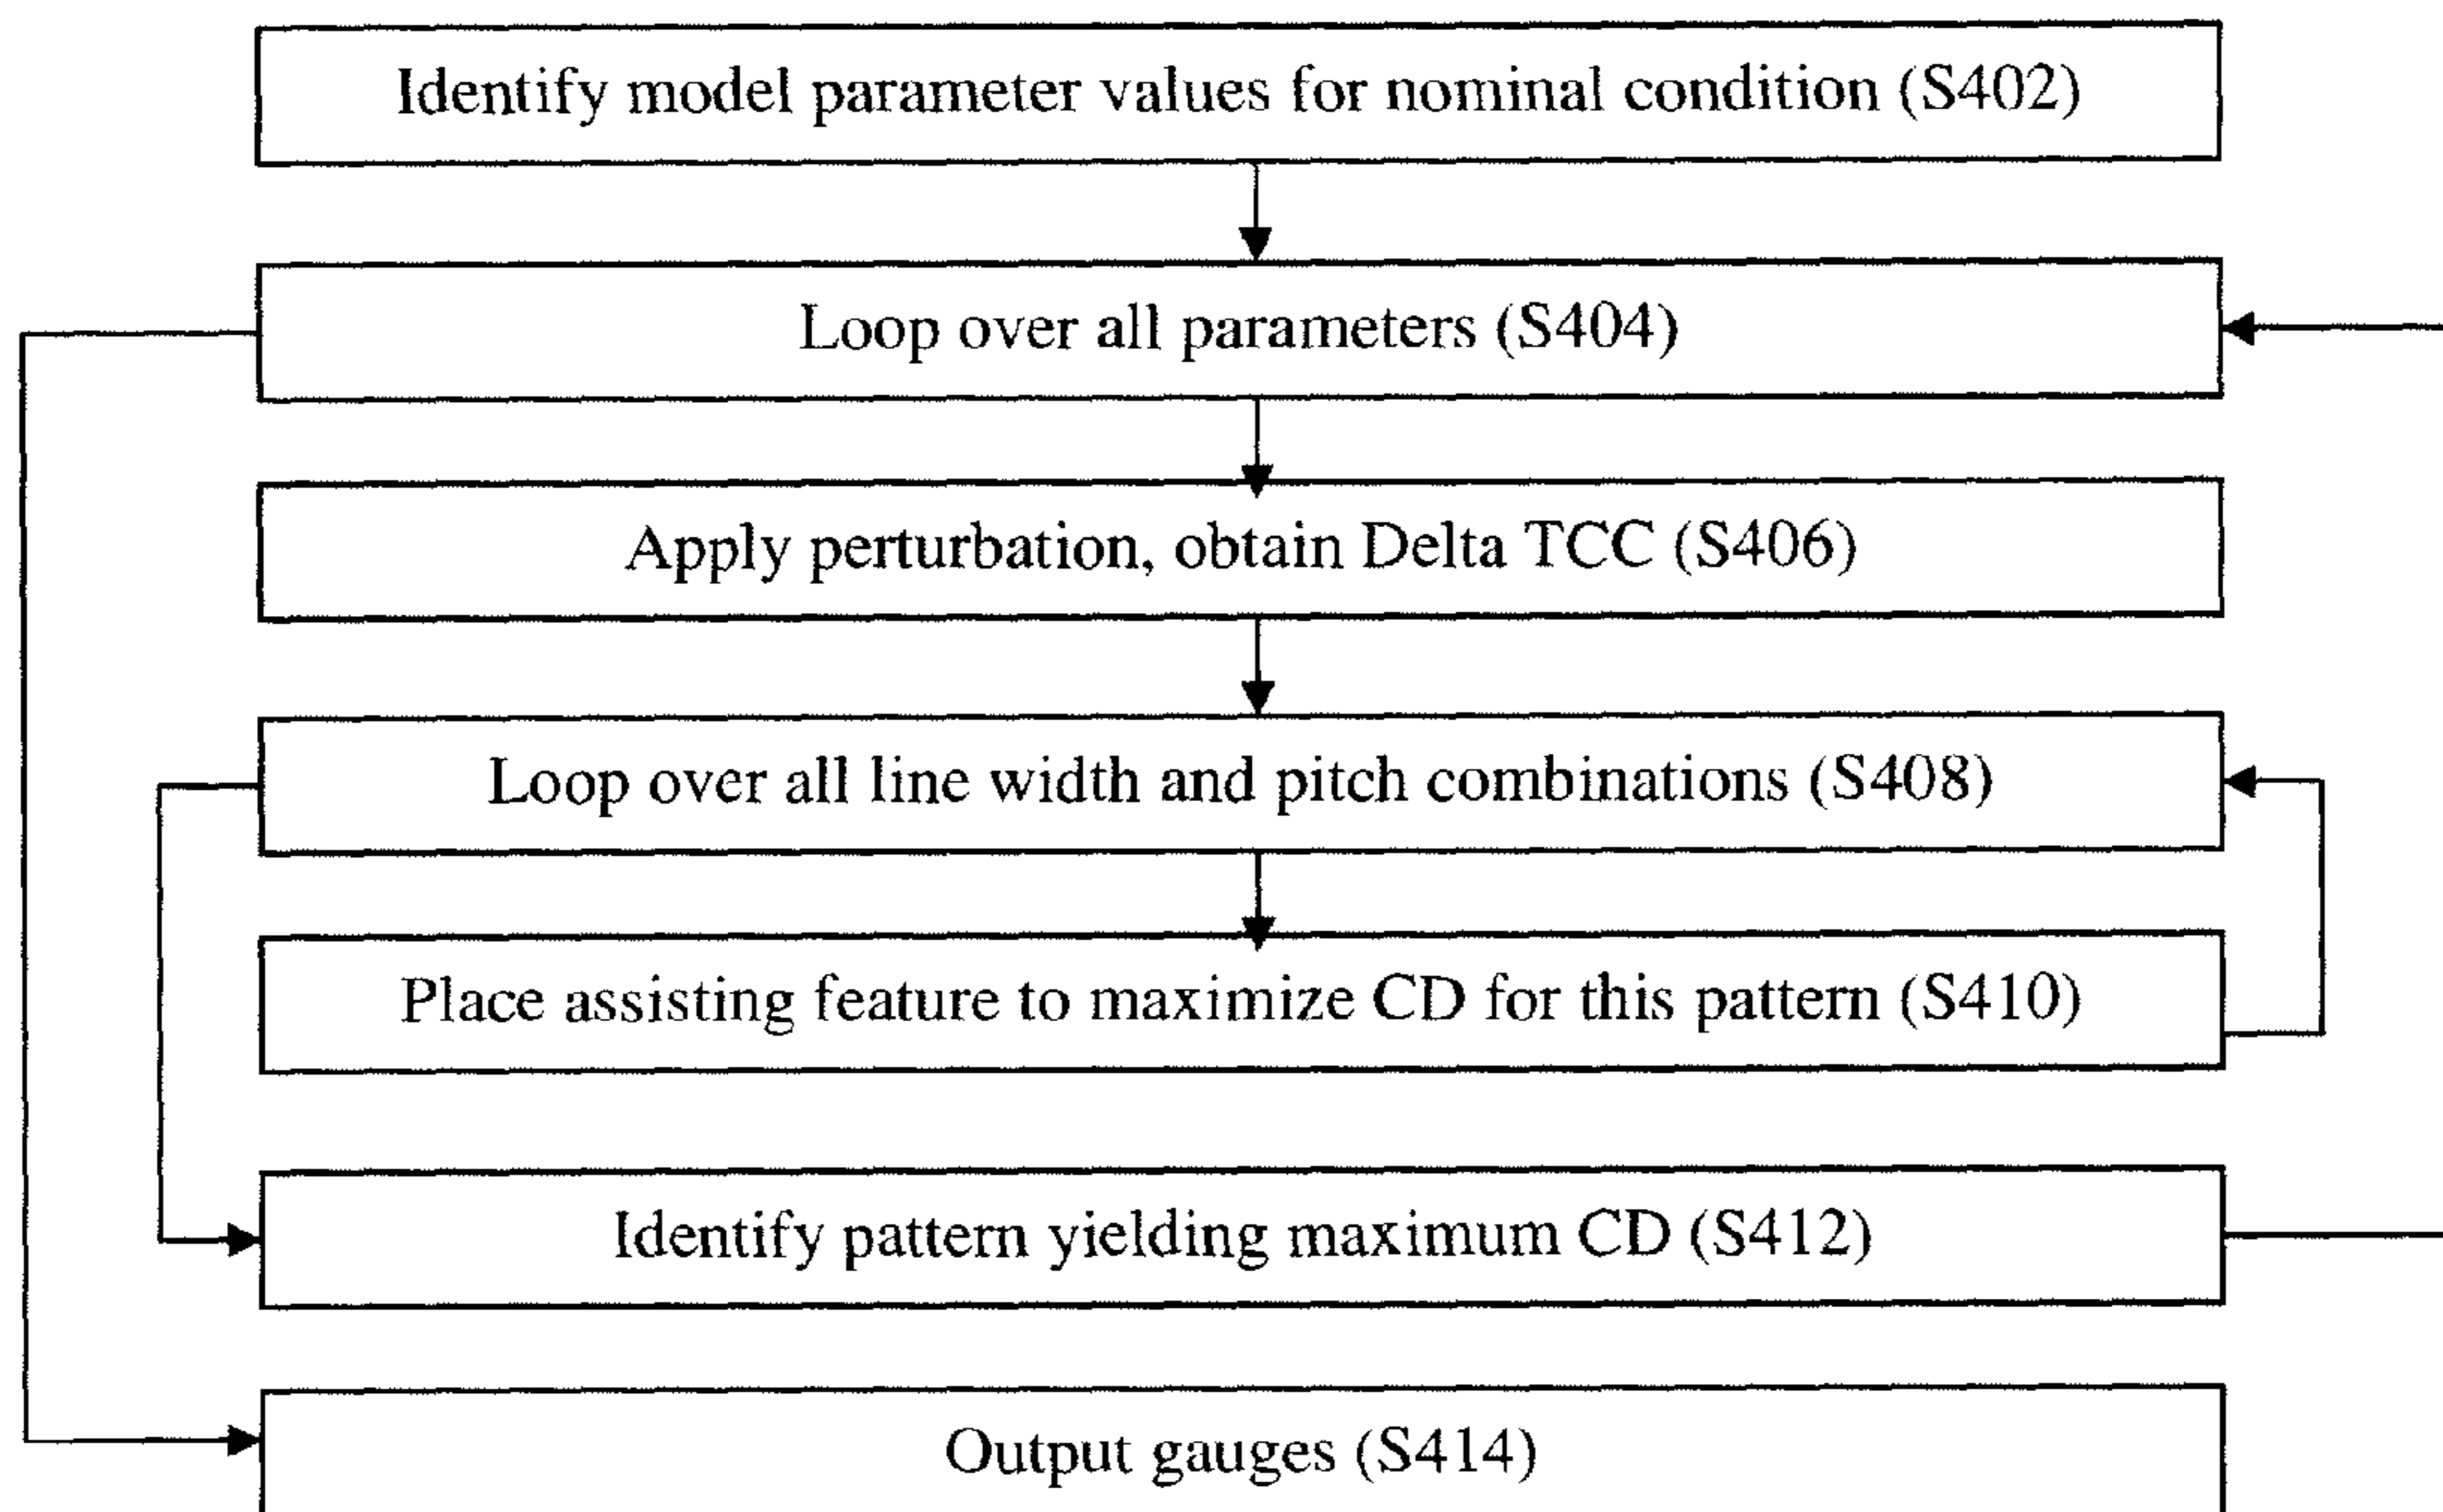 Identify model parameter values for nominal condition (S402)
Loop over all parameters (S404)
Apply perturbation, obtain Delta TCC (S406)
Loop over all line width and pitch combinations (S408)
Place assisting feature to maximize CD for this pattern (S410)
Identify pattern yielding maximum CD (S412)
Output gauges (S414)